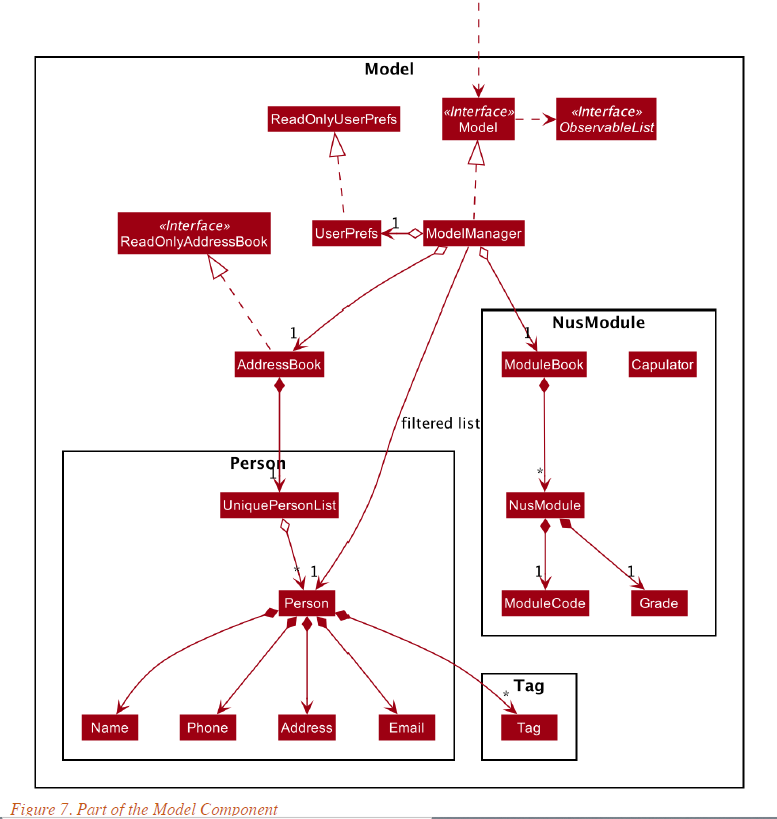 Model
«Interface»
Model
«Interface»
ObservableList
ReadOnlyUserPrefs
«Interface»
ReadOnlyAddressBook
UserPrefs
1
ModelManager
1
AddressBook
1
NusModule
ModuleBook
Capulator
filtered list
Person
1
UniquePersonList
*
NusModule
*
1
Person
1
1
ModuleCode
Grade
Tag
*
Name
Phone
Address
Email
Tag
Figure 7. Part of the Model Component